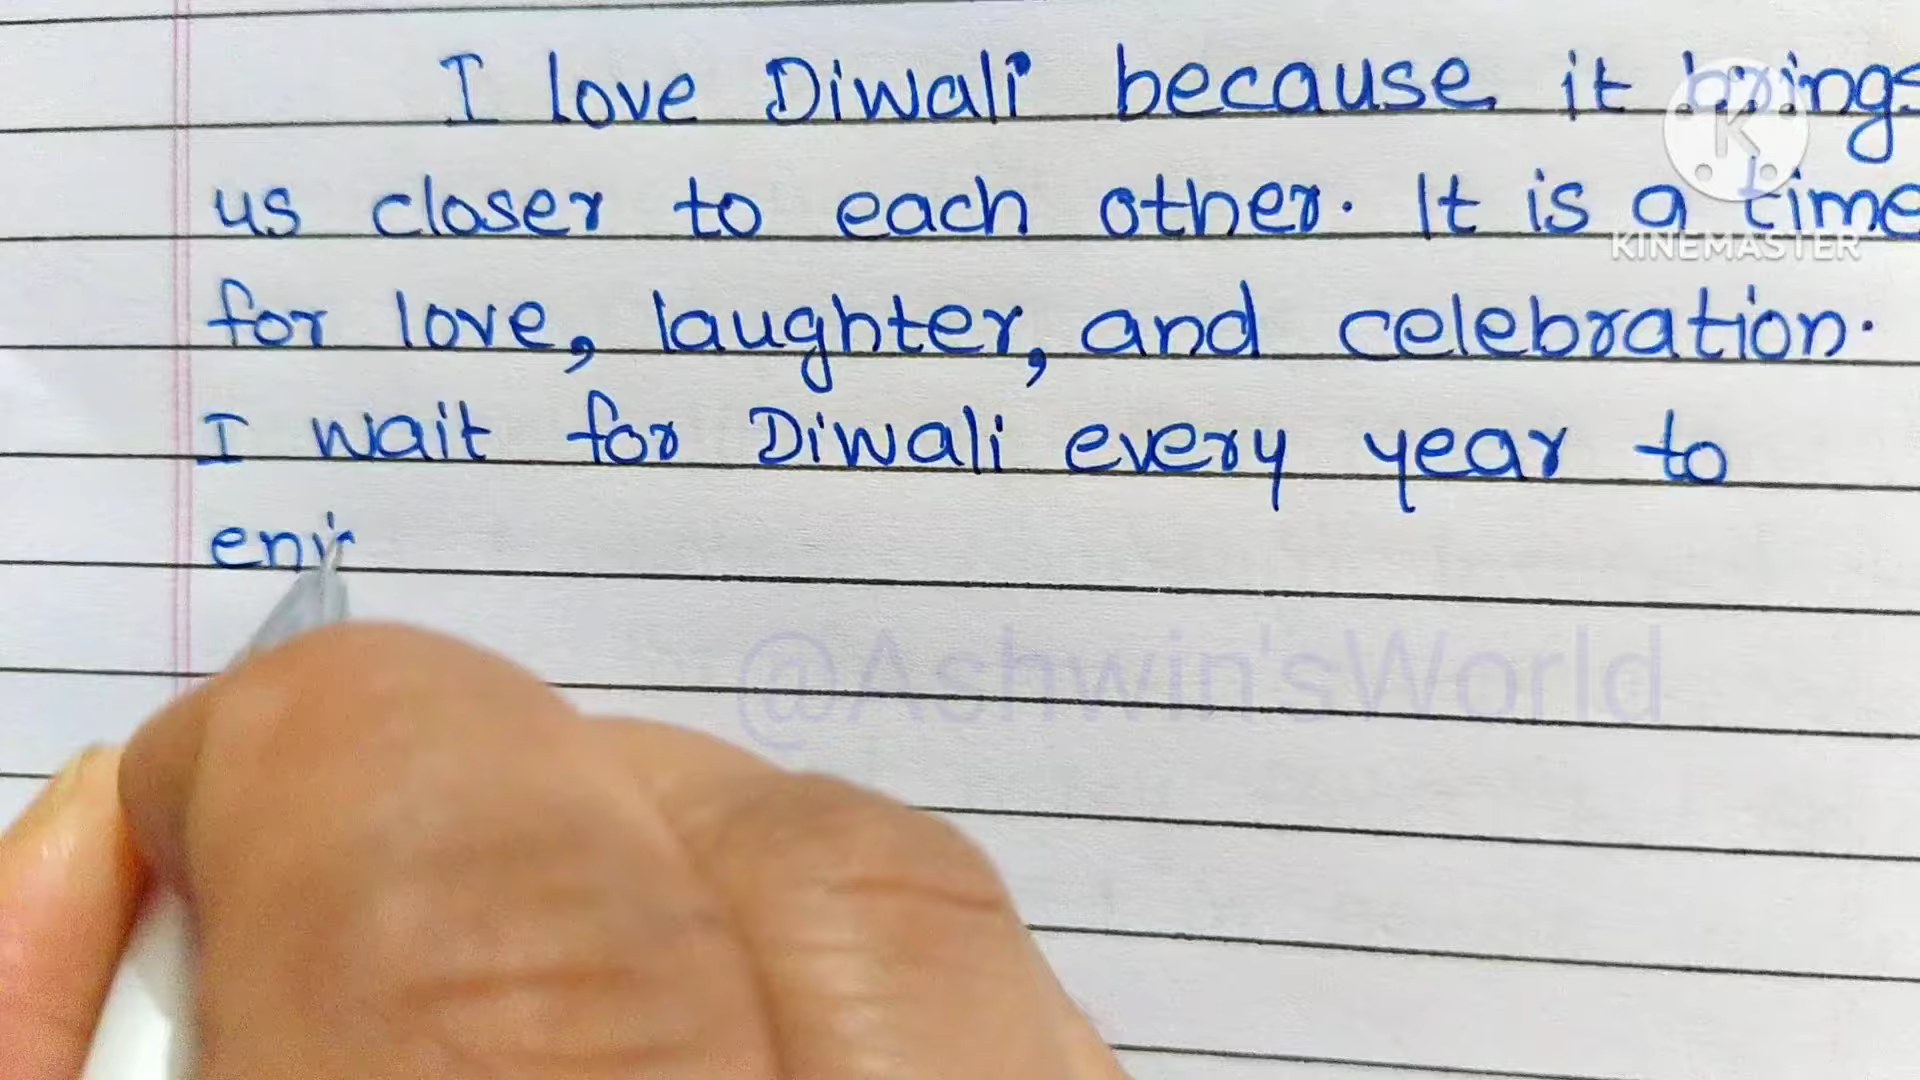 I love Diwali because it brings
us closer to each other. It is a time
for love, laughter, and celebration.
I wait for Diwali every year to
K
KINEMASTER
@Ashwin'sWorld